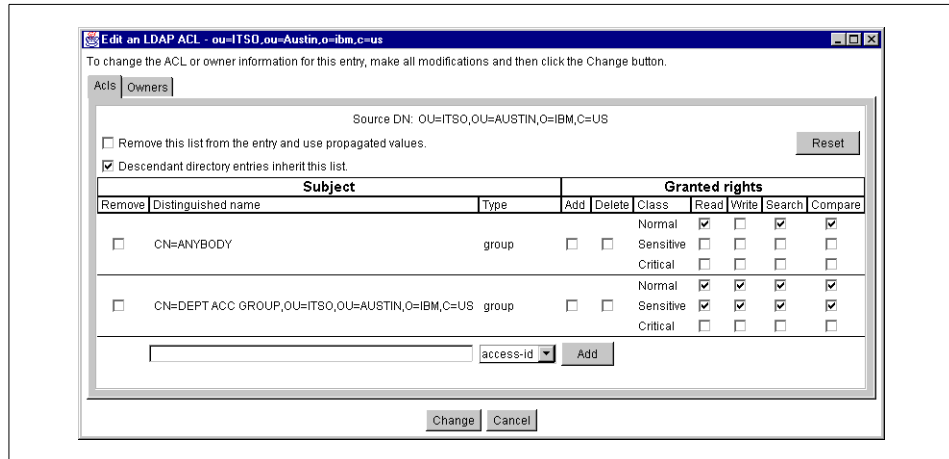 Edit an LDAP ACL - ou=ITSO,ou=Austin,o=ibm,c=us
To change the ACL or owner information for this entry, make all modifications and then click the Change button.
Acls Owners
Source DN: OU=ITSO,OU=AUSTIN,O=IBM,C=US
Remove this list from the entry and use propagated values. Reset
Descendant directory entries inherit this list.
Subject Granted rights
Remove Distinguished name Type Add Delete Class Read Write Search Compare
Normal
CN=ANYBODY group Sensitive
Critical
Normal
CN=DEPT ACC GROUP,OU=ITSO,OU=AUSTIN,O=IBM,C=US group Sensitive
Critical
access-id Add
Change Cancel